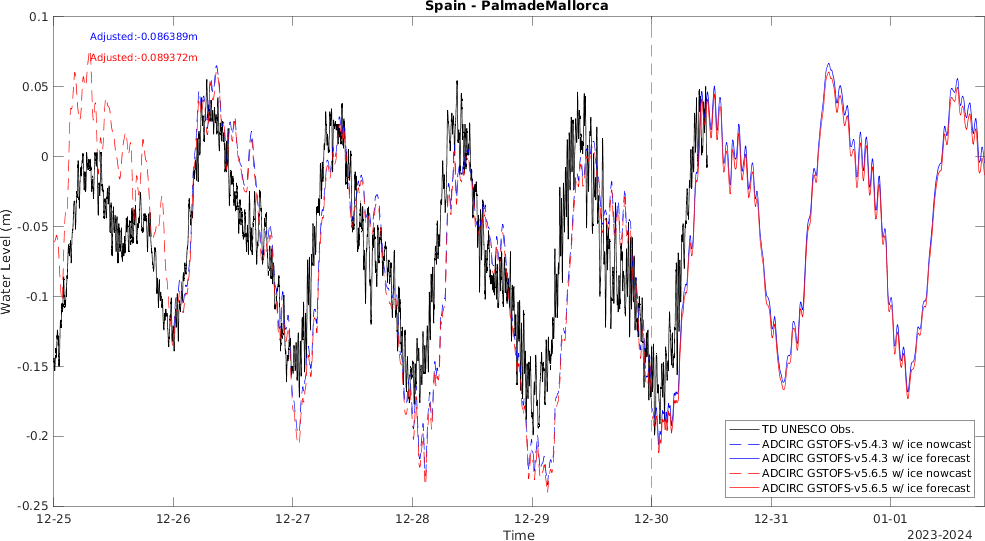 Spain - PalmadeMallorca
Adjusted:-0.086389m
Adjusted:-0.089372m
0.1
0.05
0
-0.05
-0.1
-0.15
-0.2
-0.25
Water Level (m)
12-25
12-26
12-27
12-28
12-29
12-30
12-31
01-01
Time
2023-2024
TD UNESCO Obs.
ADCIRC GSTOFS-v5.4.3 w/ ice nowcast
ADCIRC GSTOFS-v5.4.3 w/ ice forecast
ADCIRC GSTOFS-v5.6.5 w/ ice nowcast
ADCIRC GSTOFS-v5.6.5 w/ ice forecast